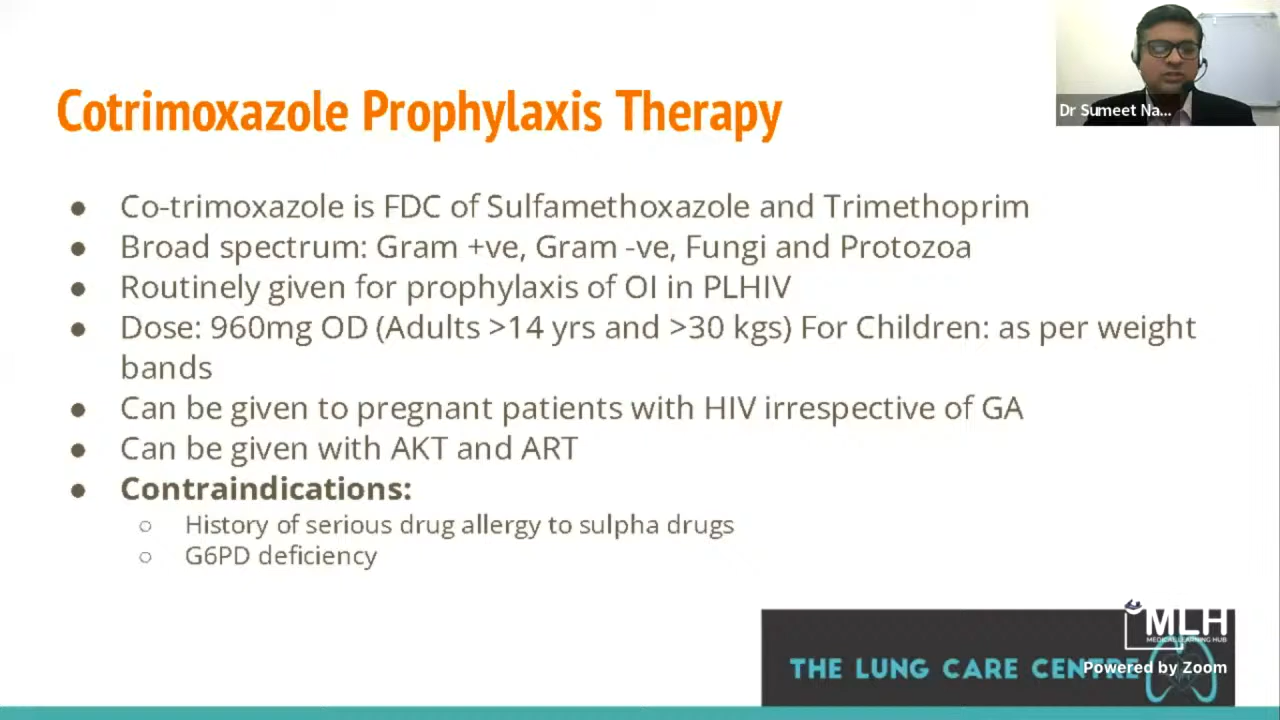 Dr Sumeet Na...
Cotrimoxazole Prophylaxis Therapy
● Co-trimoxazole is FDC of Sulfamethoxazole and Trimethoprim
● Broad spectrum: Gram +ve, Gram -ve, Fungi and Protozoa
● Routinely given for prophylaxis of OI in PLHIV
● Dose: 960mg OD (Adults >14 yrs and >30 kgs) For Children: as per weight
bands
● Can be given to pregnant patients with HIV irrespective of GA
● Can be given with AKT and ART
● Contraindications:
○ History of serious drug allergy to sulpha drugs
○ G6PD deficiency
MLH
MEDICAL LEARNING HUB
THE LUNG CARE CENTRE
Powered by Zoom